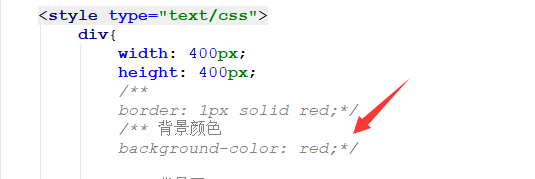 <style type="text/css">
div{
width: 400px;
height: 400px;
/**
border: 1px solid red;*/
/** 背景颜色
background-color: red;*/